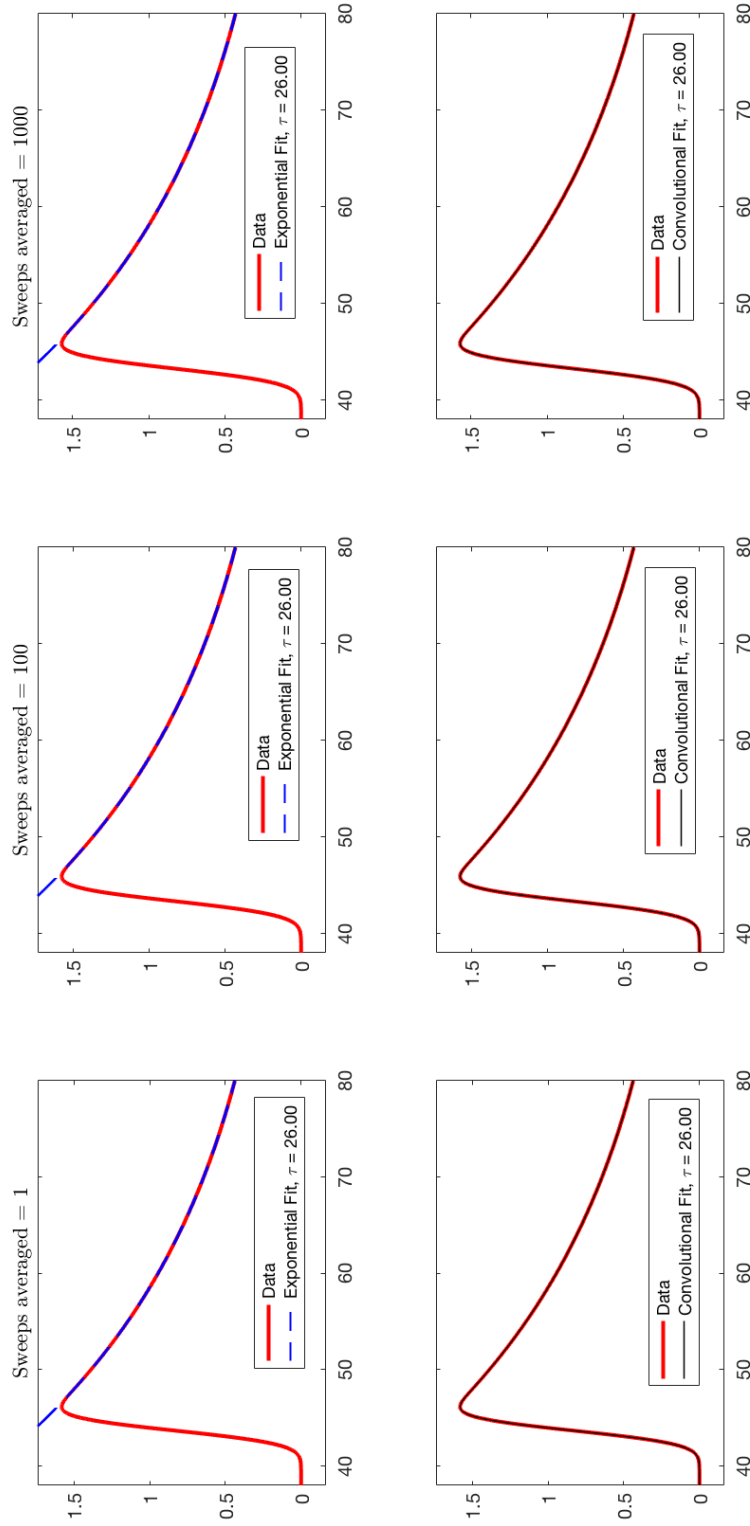 Sweeps averaged = 1
1.5
1
0.5
0
40 50 60 70 80
Data
Exponential Fit, τ = 26.00
Sweeps averaged = 100
1.5
1
0.5
0
40 50 60 70 80
Data
Exponential Fit, τ = 26.00
Sweeps averaged = 1000
1.5
1
0.5
0
40 50 60 70 80
Data
Exponential Fit, τ = 26.00
1.5
1
0.5
0
40 50 60 70 80
Data
Convolutional Fit, τ = 26.00
1.5
1
0.5
0
40 50 60 70 80
Data
Convolutional Fit, τ = 26.00
1.5
1
0.5
0
40 50 60 70 80
Data
Convolutional Fit, τ = 26.00